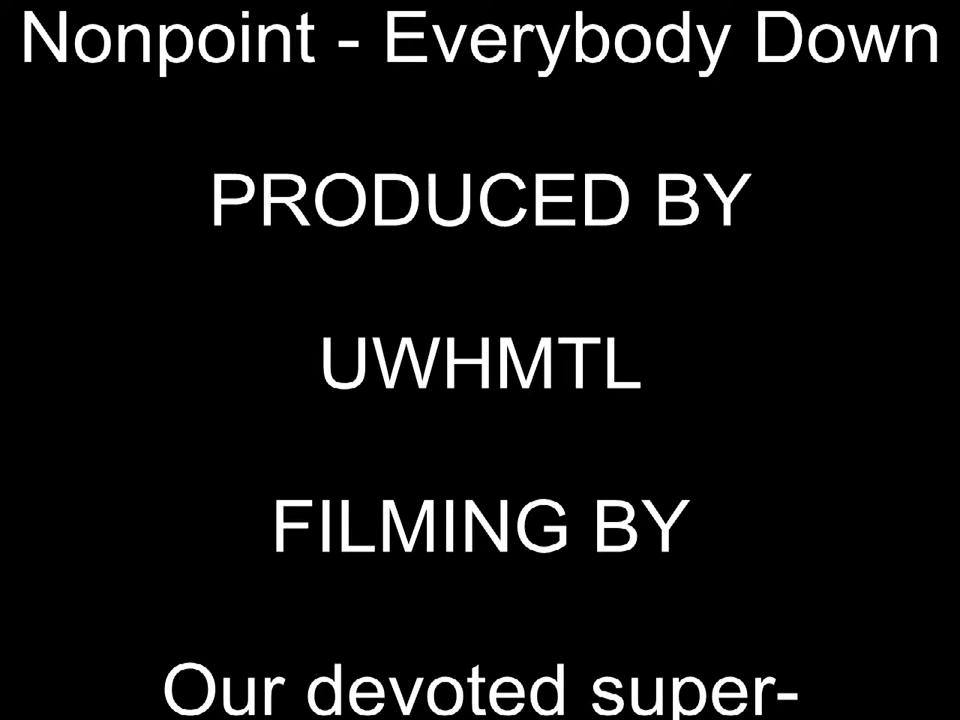 Nonpoint - Everybody Down
PRODUCED BY
UWHMTL
FILMING BY
Our devoted super-